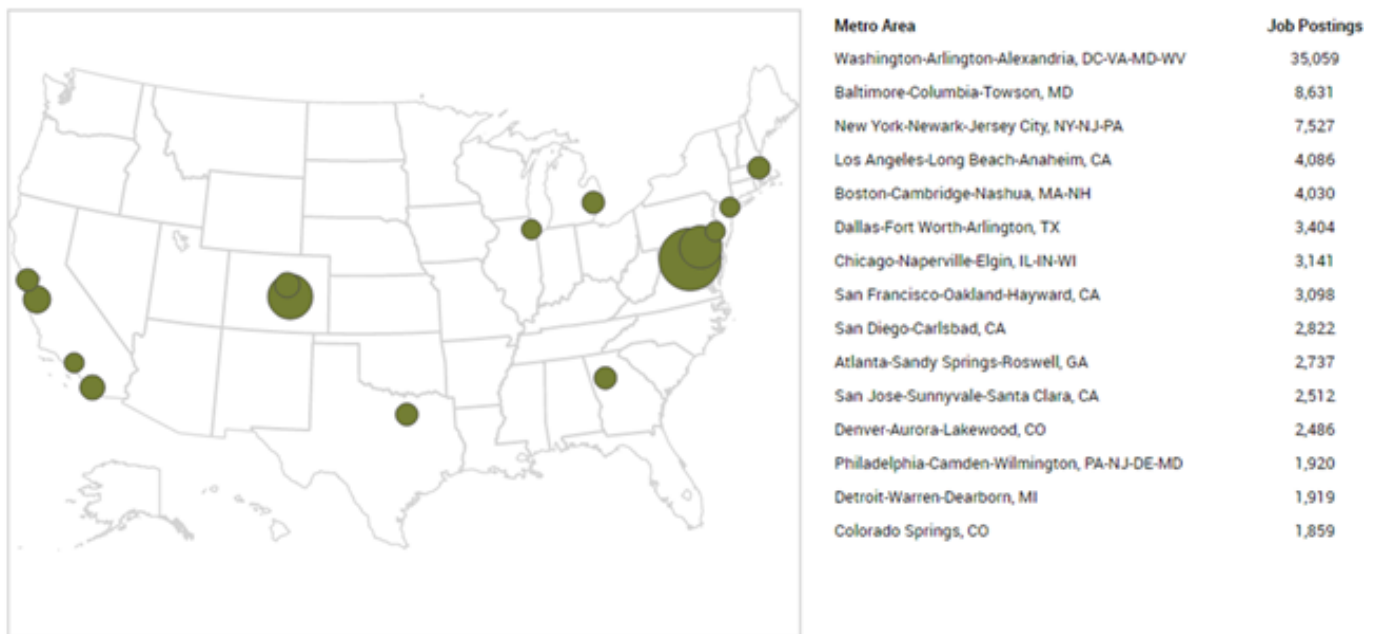 Metro Area Job Postings
Washington-Arlington-Alexandria, DC-VA-MD-WV 35,059
Baltimore-Columbia-Towson, MD 8,631
New York-Newark-Jersey City, NY-NJ-PA 7,527
Los Angeles-Long Beach-Anaheim, CA 4,086
Boston-Cambridge-Nashua, MA-NH 4,030
Dallas-Fort Worth-Arlington, TX 3,404
Chicago-Naperville-Elgin, IL-IN-WI 3,141
San Francisco-Oakland-Hayward, CA 3,098
San Diego-Carlsbad, CA 2,822
Atlanta-Sandy Springs-Roswell, GA 2,737
San Jose-Sunnyvale-Santa Clara, CA 2,512
Denver-Aurora-Lakewood, CO 2,486
Philadelphia-Camden-Wilmington, PA-NJ-DE-MD 1,920
Detroit-Warren-Dearborn, MI 1,919
Colorado Springs, CO 1,859